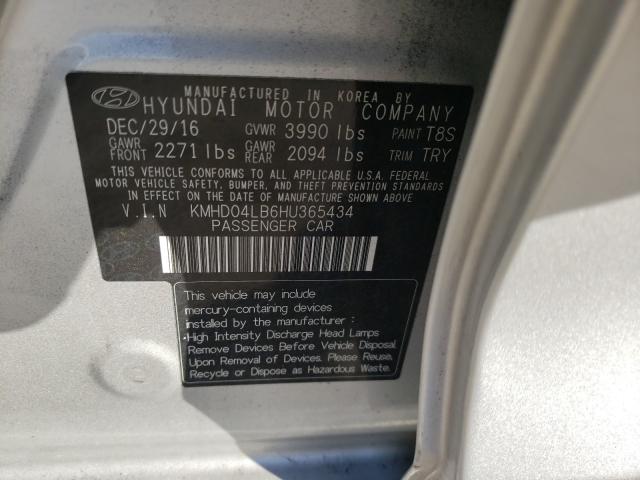 MANUFACTURED IN KOREA BY
HYUNDAI MOTOR COMPANY
DEC/29/16 GVWR 3990 lbs PAINT T8S
GAWR FRONT 2271 lbs GAWR REAR 2094 lbs TRIM TRY
THIS VEHICLE CONFORMS TO ALL APPLICABLE U.S.A. FEDERAL
MOTOR VEHICLE SAFETY, BUMPER, AND THEFT PREVENTION
STANDARDS IN EFFECT ON THE DATE OF MANUFACTURE SHOWN ABOVE.
V.I.N KMHD04LB6HU365434
PASSENGER CAR
This vehicle may include
mercury-containing devices
installed by the manufacturer :
•High Intensity Discharge Head Lamps
Remove Devices Before Vehicle Disposal.
Upon Removal of Devices. Please Reuse,
Recycle or Dispose as Hazardous Waste.